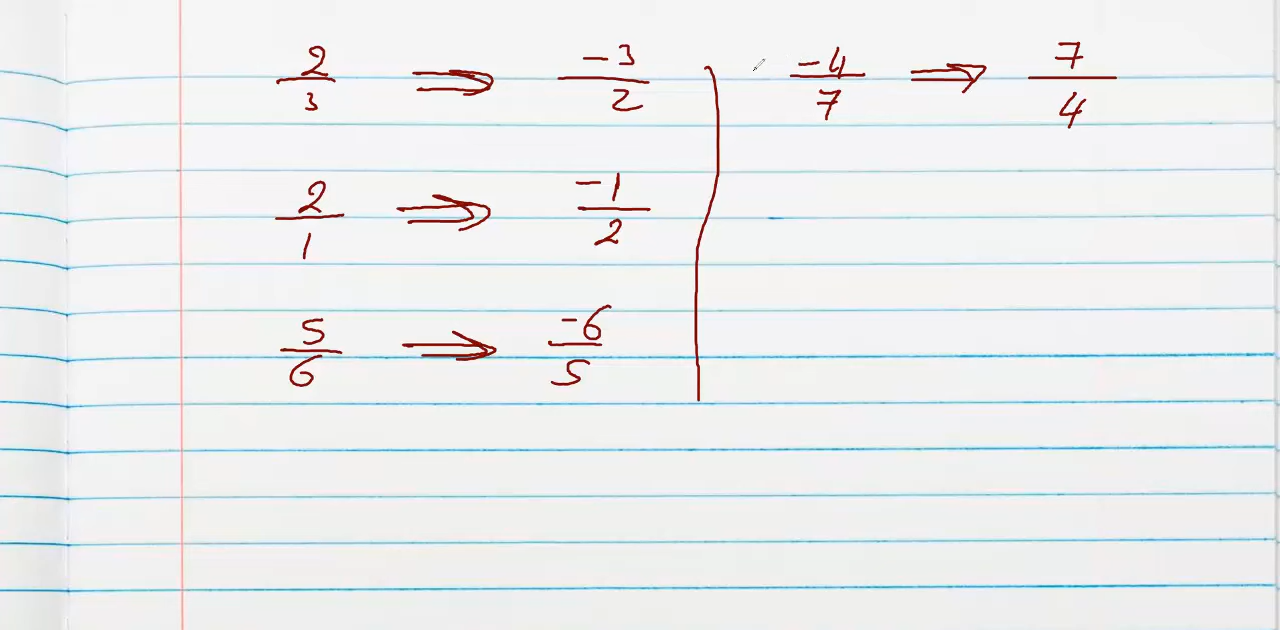 2/3 ⇒ -3/2
2/1 ⇒ -1/2
5/6 ⇒ -6/5
-4/7 ⇒ 7/4